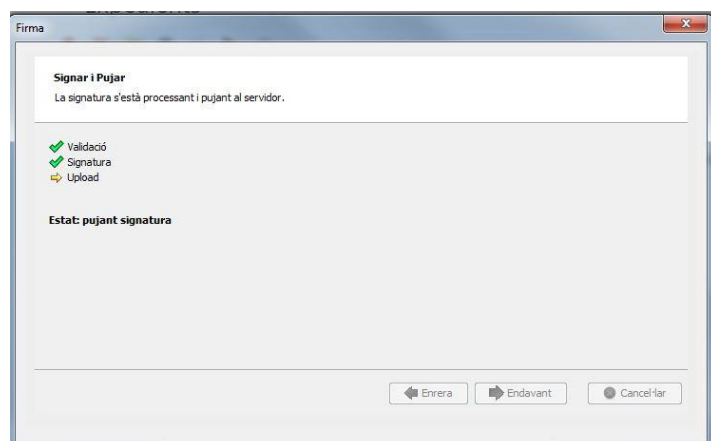 Firma
Signar i Pujar
La signatura s'està processant i pujant al servidor.
Validació
Signatura
Upload
Estat: pujant signatura
Enrera
Endavant
Cancel·lar